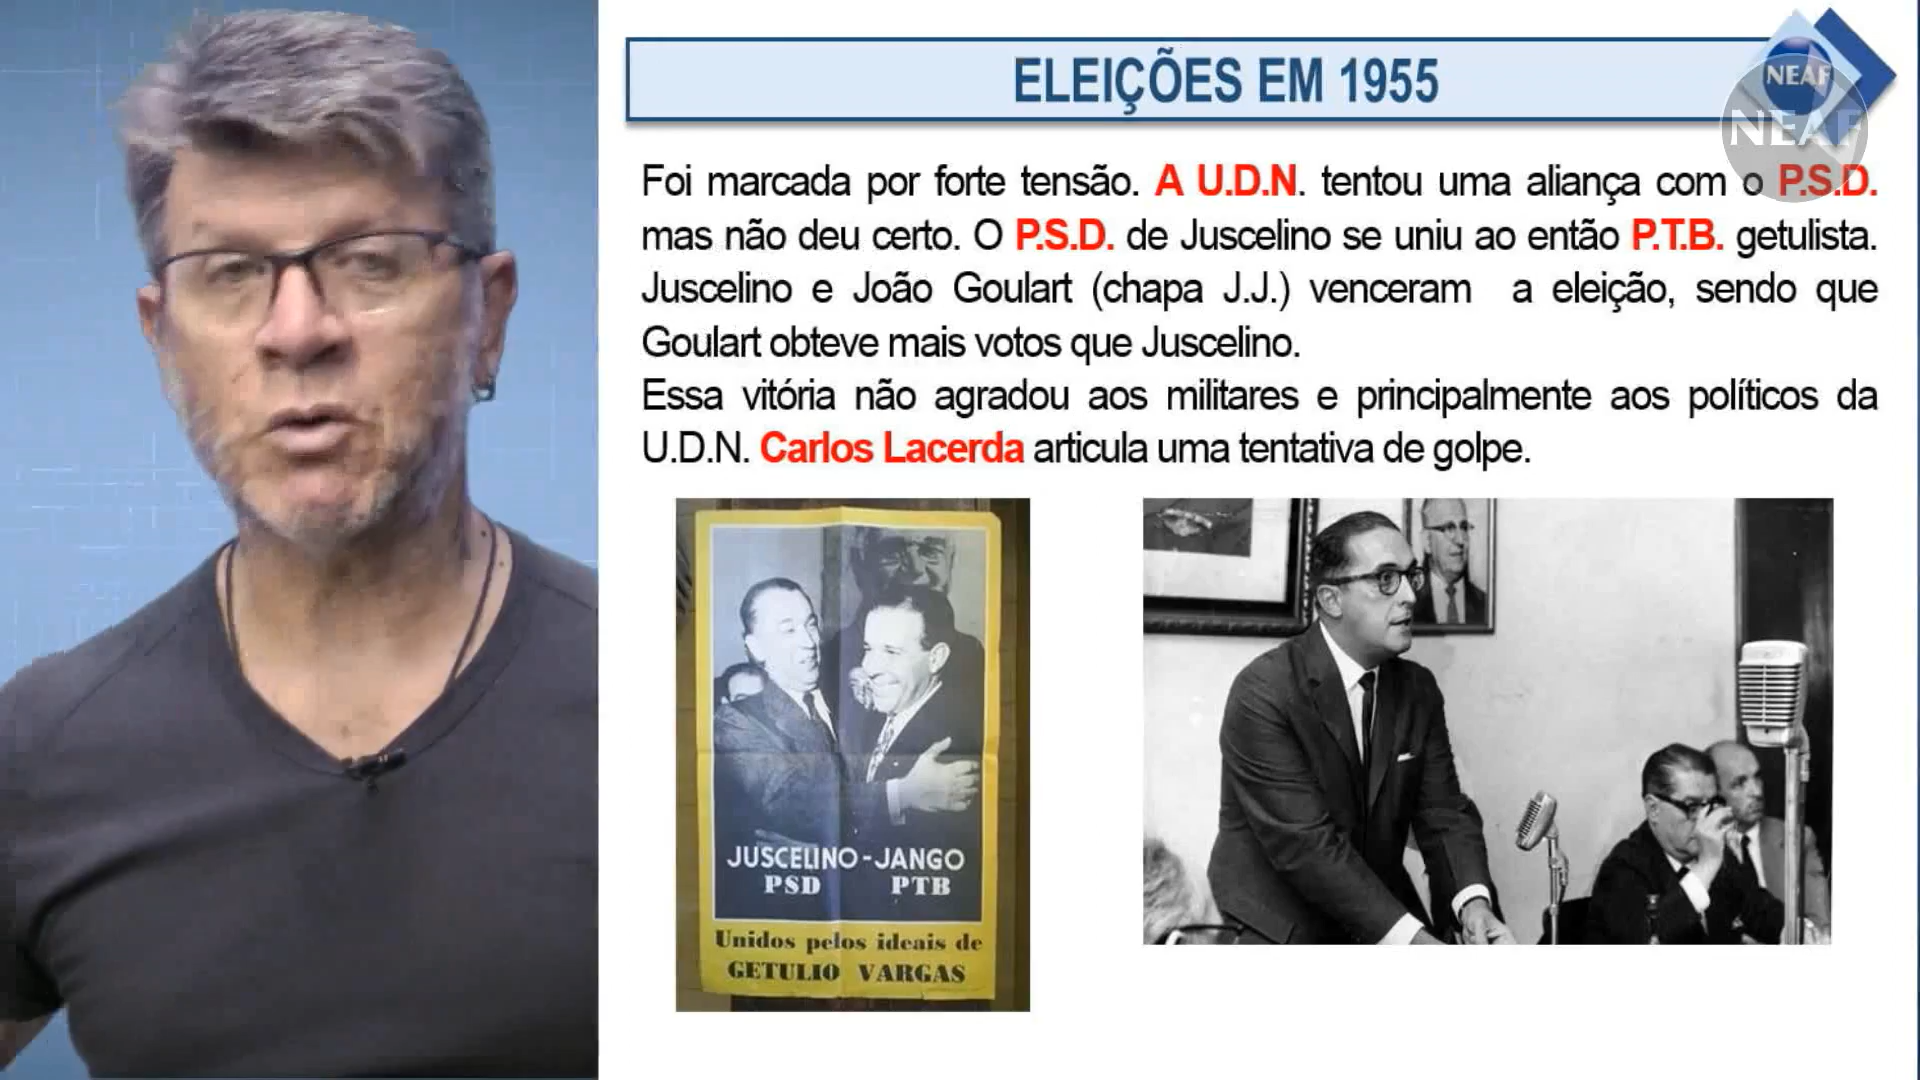 ELEIÇÕES EM 1955
NEAF
NEAF
Foi marcada por forte tensão. A U.D.N. tentou uma aliança com o P.S.D.
mas não deu certo. O P.S.D. de Juscelino se uniu ao então P.T.B. getulista.
Juscelino e João Goulart (chapa J.J.) venceram a eleição, sendo que
Goulart obteve mais votos que Juscelino.
Essa vitória não agradou aos militares e principalmente aos políticos da
U.D.N. Carlos Lacerda articula uma tentativa de golpe.
JUSCELINO-JANGO
PSD PTB
Unidos pelos ideais de
GETULIO VARGAS